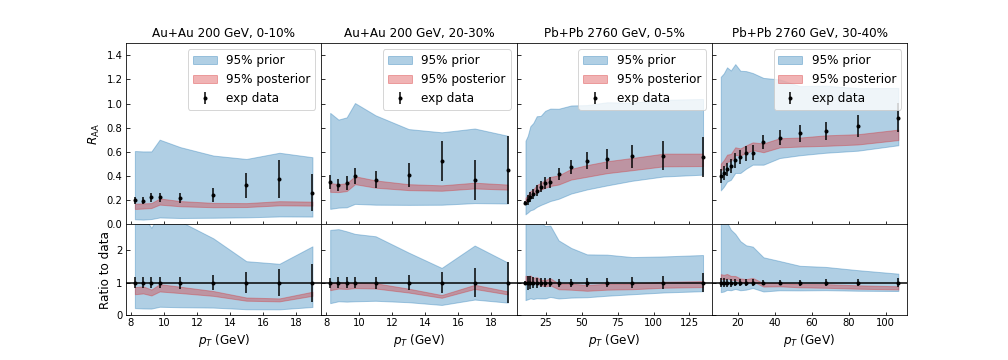 Au+Au 200 GeV, 0-10%
Au+Au 200 GeV, 20-30%
Pb+Pb 2760 GeV, 0-5%
Pb+Pb 2760 GeV, 30-40%
1.4
1.2
1.0
0.8
0.6
0.4
0.2
0.0
R_AA
95% prior
95% posterior
exp data
95% prior
95% posterior
exp data
95% prior
95% posterior
exp data
95% prior
95% posterior
exp data
2
1
0
Ratio to data
8 10 12 14 16 18
8 10 12 14 16 18
25 50 75 100 125
20 40 60 80 100
p_T (GeV)
p_T (GeV)
p_T (GeV)
p_T (GeV)